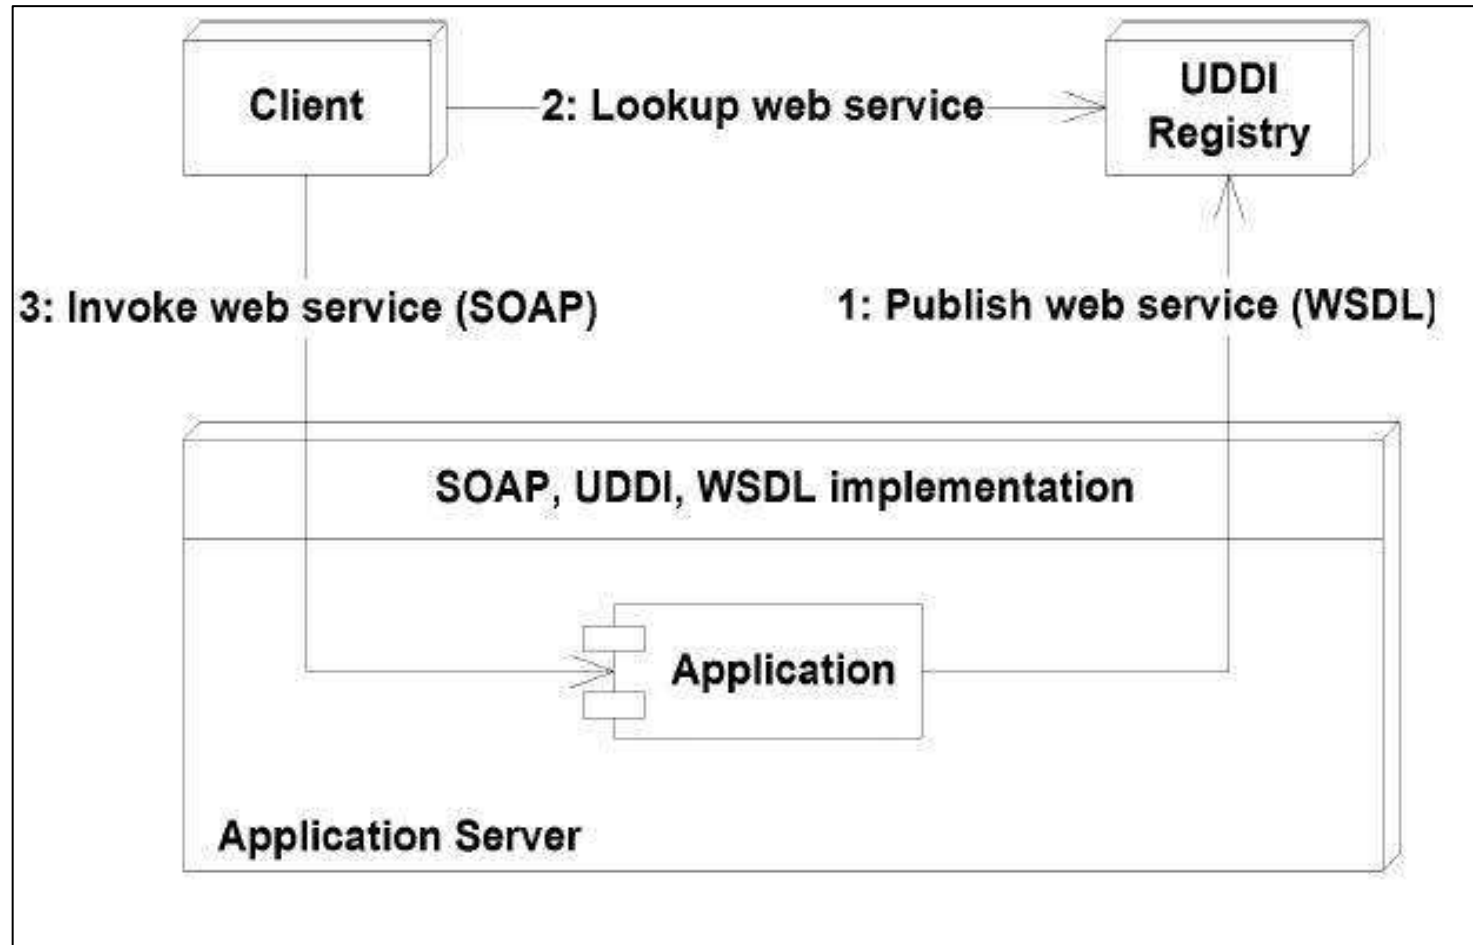 Client
2: Lookup web service
UDDI
Registry
3: Invoke web service (SOAP)
1: Publish web service (WSDL)
SOAP, UDDI, WSDL implementation
Application
Application Server